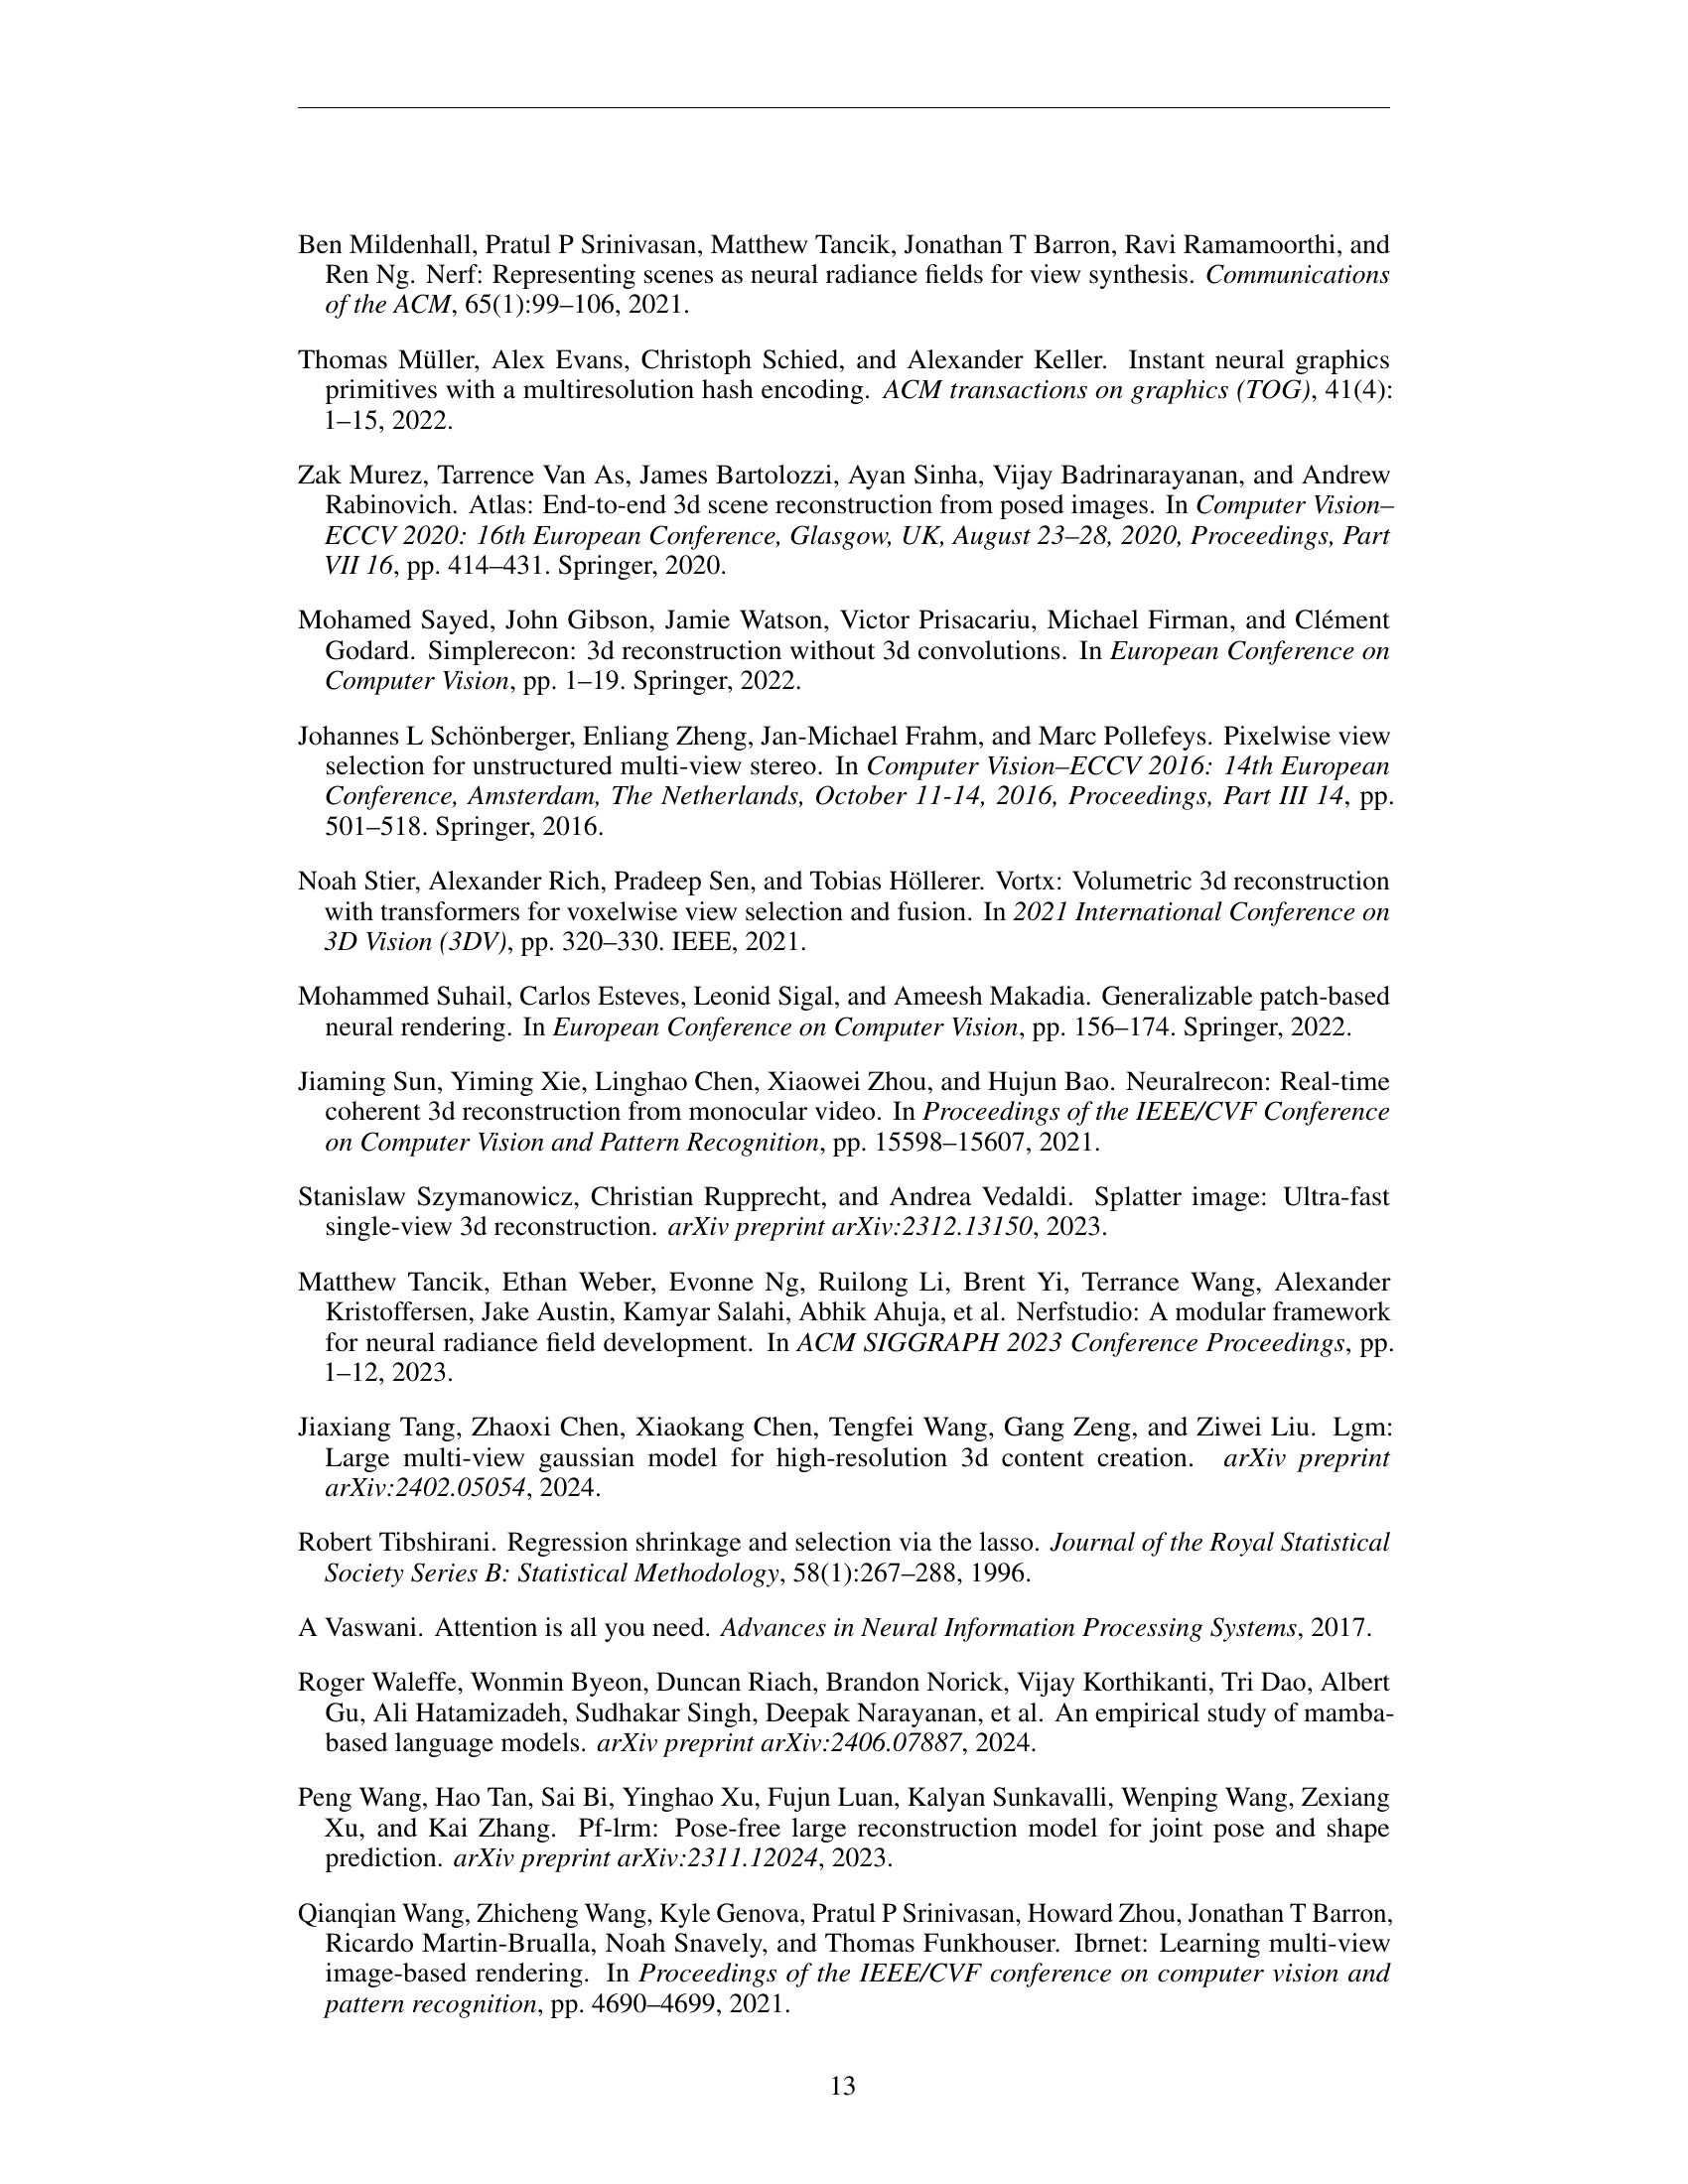 Ben Mildenhall, Pratul P Srinivasan, Matthew Tancik, Jonathan T Barron, Ravi Ramamoorthi, and
Ren Ng. Nerf: Representing scenes as neural radiance fields for view synthesis. Communications
of the ACM, 65(1):99–106, 2021.
Thomas Müller, Alex Evans, Christoph Schied, and Alexander Keller. Instant neural graphics
primitives with a multiresolution hash encoding. ACM transactions on graphics (TOG), 41(4):
1–15, 2022.
Zak Murez, Tarrence Van As, James Bartolozzi, Ayan Sinha, Vijay Badrinarayanan, and Andrew
Rabinovich. Atlas: End-to-end 3d scene reconstruction from posed images. In Computer Vision–
ECCV 2020: 16th European Conference, Glasgow, UK, August 23–28, 2020, Proceedings, Part
VII 16, pp. 414–431. Springer, 2020.
Mohamed Sayed, John Gibson, Jamie Watson, Victor Prisacariu, Michael Firman, and Clément
Godard. Simplerecon: 3d reconstruction without 3d convolutions. In European Conference on
Computer Vision, pp. 1–19. Springer, 2022.
Johannes L Schönberger, Enliang Zheng, Jan-Michael Frahm, and Marc Pollefeys. Pixelwise view
selection for unstructured multi-view stereo. In Computer Vision–ECCV 2016: 14th European
Conference, Amsterdam, The Netherlands, October 11-14, 2016, Proceedings, Part III 14, pp.
501–518. Springer, 2016.
Noah Stier, Alexander Rich, Pradeep Sen, and Tobias Höllerer. Vortx: Volumetric 3d reconstruction
with transformers for voxelwise view selection and fusion. In 2021 International Conference on
3D Vision (3DV), pp. 320–330. IEEE, 2021.
Mohammed Suhail, Carlos Esteves, Leonid Sigal, and Ameesh Makadia. Generalizable patch-based
neural rendering. In European Conference on Computer Vision, pp. 156–174. Springer, 2022.
Jiaming Sun, Yiming Xie, Linghao Chen, Xiaowei Zhou, and Hujun Bao. Neuralrecon: Real-time
coherent 3d reconstruction from monocular video. In Proceedings of the IEEE/CVF Conference
on Computer Vision and Pattern Recognition, pp. 15598–15607, 2021.
Stanislaw Szymanowicz, Christian Rupprecht, and Andrea Vedaldi. Splatter image: Ultra-fast
single-view 3d reconstruction. arXiv preprint arXiv:2312.13150, 2023.
Matthew Tancik, Ethan Weber, Evonne Ng, Ruilong Li, Brent Yi, Terrance Wang, Alexander
Kristoffersen, Jake Austin, Kamyar Salahi, Abhik Ahuja, et al. Nerfstudio: A modular framework
for neural radiance field development. In ACM SIGGRAPH 2023 Conference Proceedings, pp.
1–12, 2023.
Jiaxiang Tang, Zhaoxi Chen, Xiaokang Chen, Tengfei Wang, Gang Zeng, and Ziwei Liu. Lgm:
Large multi-view gaussian model for high-resolution 3d content creation. arXiv preprint
arXiv:2402.05054, 2024.
Robert Tibshirani. Regression shrinkage and selection via the lasso. Journal of the Royal Statistical
Society Series B: Statistical Methodology, 58(1):267–288, 1996.
A Vaswani. Attention is all you need. Advances in Neural Information Processing Systems, 2017.
Roger Waleffe, Wonmin Byeon, Duncan Riach, Brandon Norick, Vijay Korthikanti, Tri Dao, Albert
Gu, Ali Hatamizadeh, Sudhakar Singh, Deepak Narayanan, et al. An empirical study of mamba-
based language models. arXiv preprint arXiv:2406.07887, 2024.
Peng Wang, Hao Tan, Sai Bi, Yinghao Xu, Fujun Luan, Kalyan Sunkavalli, Wenping Wang, Zexiang
Xu, and Kai Zhang. Pf-lrm: Pose-free large reconstruction model for joint pose and shape
prediction. arXiv preprint arXiv:2311.12024, 2023.
Qianqian Wang, Zhicheng Wang, Kyle Genova, Pratul P Srinivasan, Howard Zhou, Jonathan T Barron,
Ricardo Martin-Brualla, Noah Snavely, and Thomas Funkhouser. Ibrnet: Learning multi-view
image-based rendering. In Proceedings of the IEEE/CVF conference on computer vision and
pattern recognition, pp. 4690–4699, 2021.
13